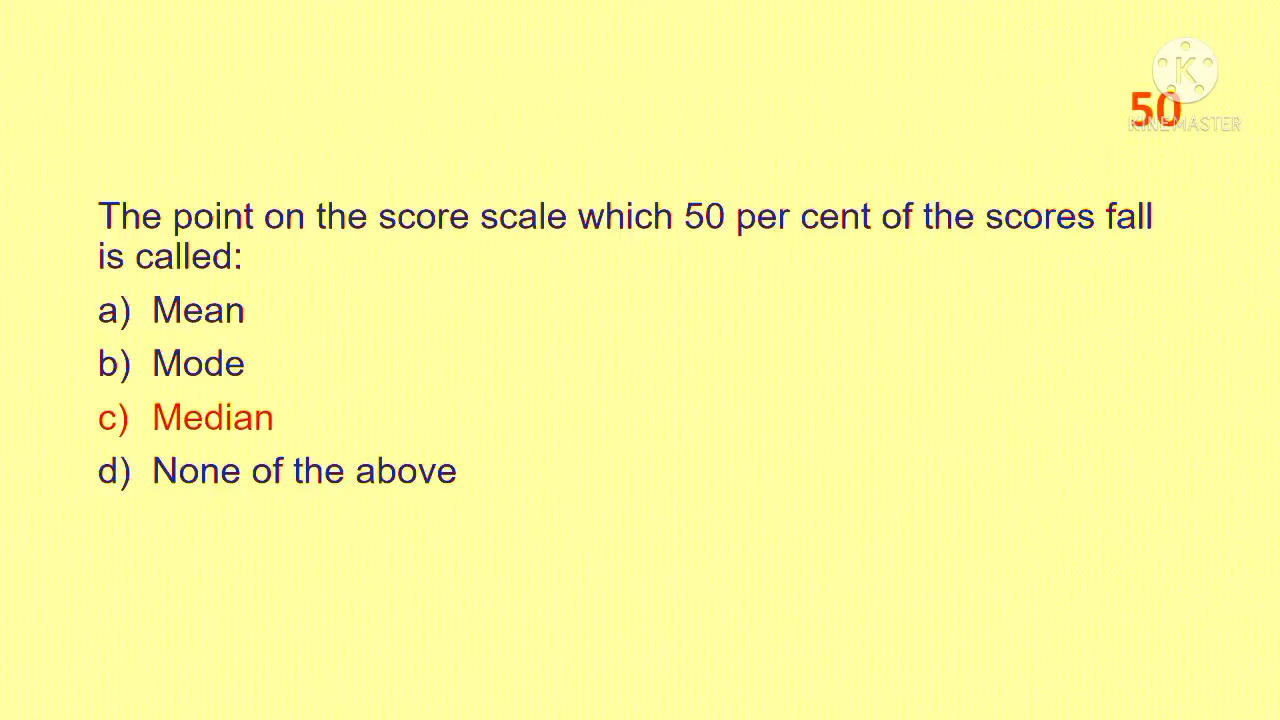 50
K
KINEMASTER
The point on the score scale which 50 per cent of the scores fall
is called:
a) Mean
b) Mode
c) Median
d) None of the above